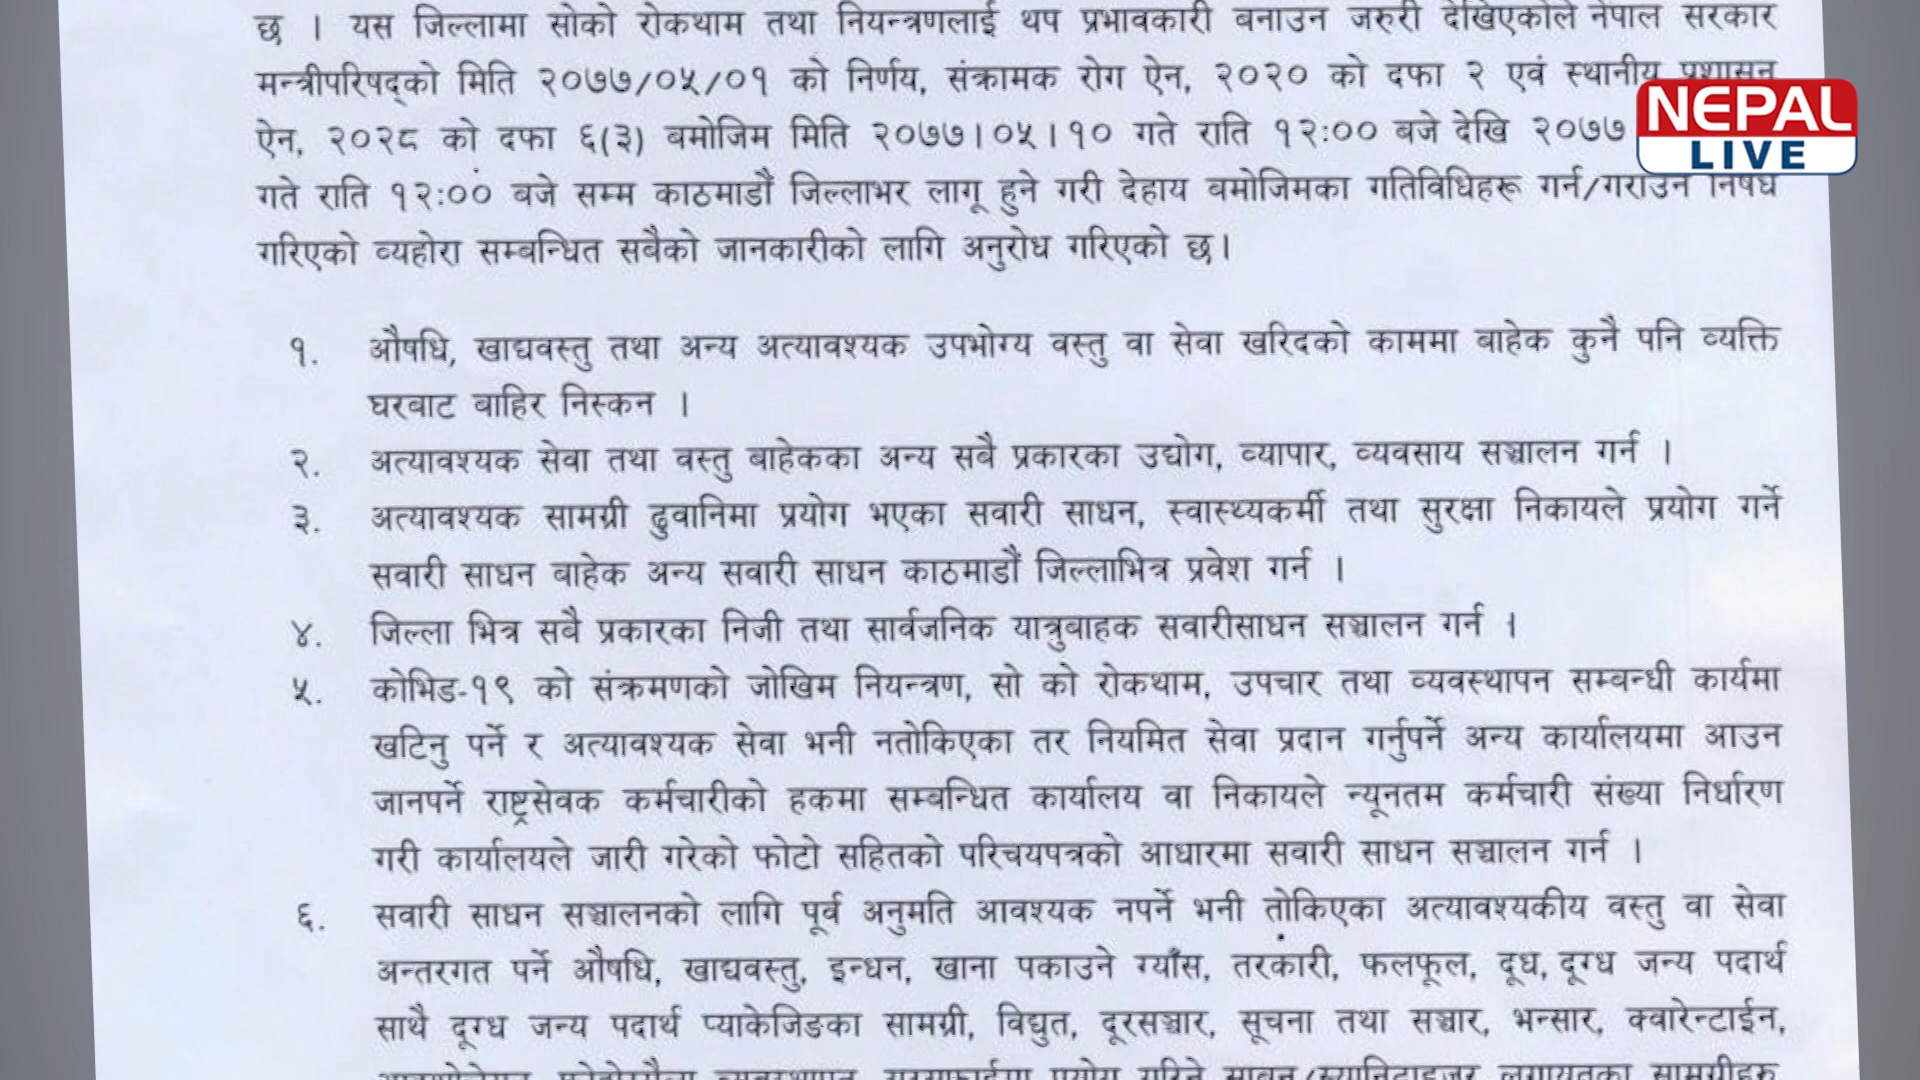 छ । यस जिल्लामा सोको रोकथाम तथा नियन्त्रणलाई थप प्रभावकारी बनाउन जरुरी देखिएकोले नेपाल सरकार
मन्त्रीपरिषद्को मिति २०७७/०५/०१ को निर्णय, संक्रामक रोग ऐन, २०२० को दफा २ एवं स्थानीय प्रशासन
ऐन, २०२८ को दफा ६(३) बमोजिम मिति २०७७।०५।१० गते राति १२:०० बजे देखि २०७७
गते राति १२:०० बजे सम्म काठमाडौं जिल्लाभर लागू हुने गरी देहाय बमोजिमका गतिविधिहरू गर्न/गराउन निषेध
गरिएको व्यहोरा सम्बन्धित सबैको जानकारीको लागि अनुरोध गरिएको छ।
NEPAL
LIVE
१. औषधि, खाद्यवस्तु तथा अन्य अत्यावश्यक उपभोग्य वस्तु वा सेवा खरिदको काममा बाहेक कुनै पनि व्यक्ति
घरबाट बाहिर निस्कन ।
२. अत्यावश्यक सेवा तथा वस्तु बाहेकका अन्य सबै प्रकारका उद्योग, व्यापार, व्यवसाय सञ्चालन गर्न ।
३. अत्यावश्यक सामग्री ढुवानिमा प्रयोग भएका सवारी साधन, स्वास्थ्यकर्मी तथा सुरक्षा निकायले प्रयोग गर्ने
सवारी साधन बाहेक अन्य सवारी साधन काठमाडौं जिल्लाभित्र प्रवेश गर्न ।
४. जिल्ला भित्र सबै प्रकारका निजी तथा सार्वजनिक यात्रुबाहक सवारीसाधन सञ्चालन गर्न ।
५. कोभिड-१९ को संक्रमणको जोखिम नियन्त्रण, सो को रोकथाम, उपचार तथा व्यवस्थापन सम्बन्धी कार्यमा
खटिनु पर्ने र अत्यावश्यक सेवा भनी नतोकिएका तर नियमित सेवा प्रदान गर्नुपर्ने अन्य कार्यालयमा आउन
जानपर्ने राष्ट्रसेवक कर्मचारीको हकमा सम्बन्धित कार्यालय वा निकायले न्यूनतम कर्मचारी संख्या निर्धारण
गरी कार्यालयले जारी गरेको फोटो सहितको परिचयपत्रको आधारमा सवारी साधन सञ्चालन गर्न ।
६. सवारी साधन सञ्चालनको लागि पूर्व अनुमति आवश्यक नपर्ने भनी तोकिएका अत्यावश्यकीय वस्तु वा सेवा
अन्तरगत पर्ने औषधि, खाद्यवस्तु, इन्धन, खाना पकाउने ग्याँस, तरकारी, फलफूल, दूध, दूग्ध जन्य पदार्थ
साथै दूग्ध जन्य पदार्थ प्याकेजिङका सामग्री, विद्युत, दूरसञ्चार, सूचना तथा सञ्चार, भन्सार, क्वारेन्टाईन,